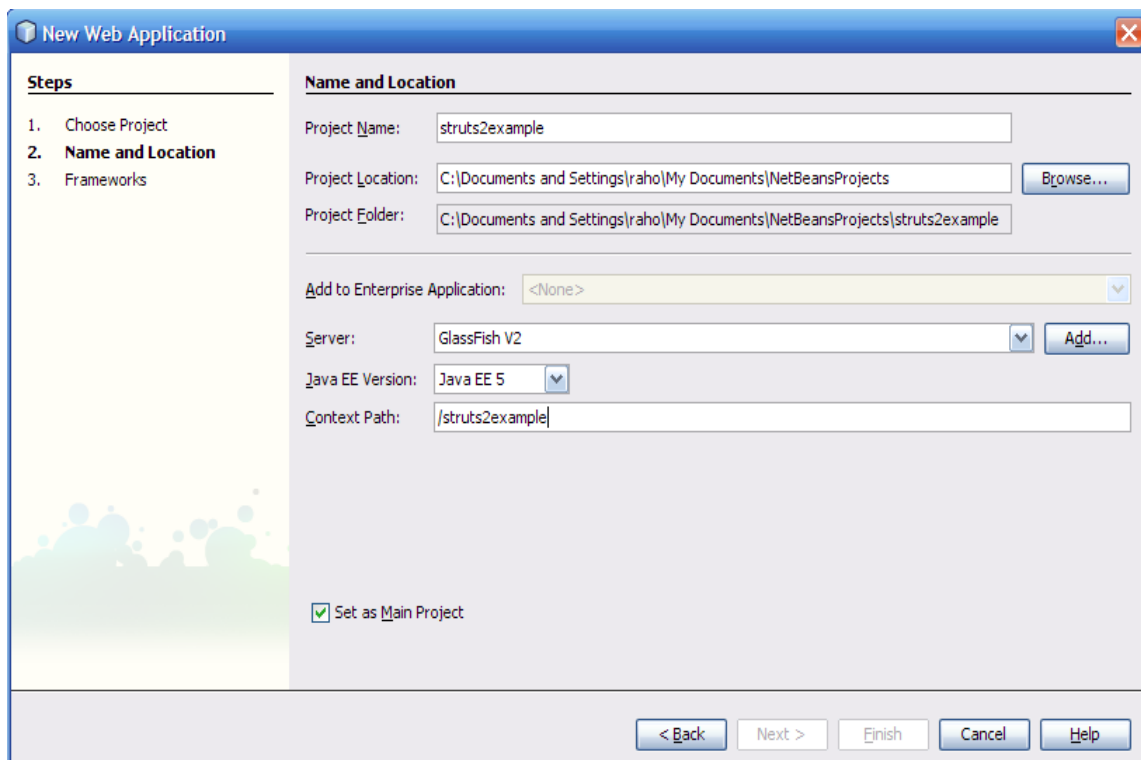 New Web Application
Steps
1. Choose Project
2. Name and Location
3. Frameworks
Name and Location
Project Name: struts2example
Project Location: C:\Documents and Settings\raho\My Documents\NetBeansProjects Browse...
Project Folder: C:\Documents and Settings\raho\My Documents\NetBeansProjects\struts2example
Add to Enterprise Application: <None>
Server: GlassFish V2 Add...
Java EE Version: Java EE 5
Context Path: /struts2example
Set as Main Project
< Back Next > Finish Cancel Help